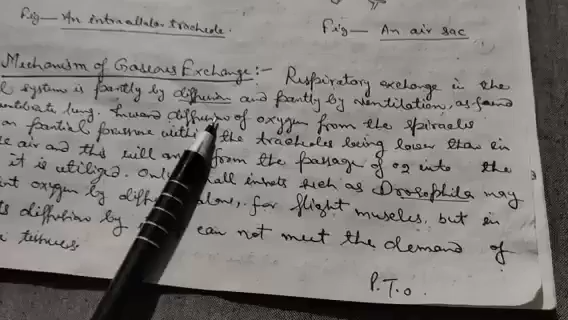 Fig— An intracellular tracheole.
Fig— An air sac
Mechanism of Gaseous Exchange:- Respiratory exchange in the
system is partly by diffusion and partly by ventilation, as found
lung. Inward diffusion of oxygen from the spiracles
partial pressure within the tracheoles being lower than in
air and this will from the passage of O2 into the
it is utilized. Only small insects such as Drosophila may
oxygen by diffusion alone, for flight muscles, but in
diffusion by can not meet the demand of
tissues
P.T.O.